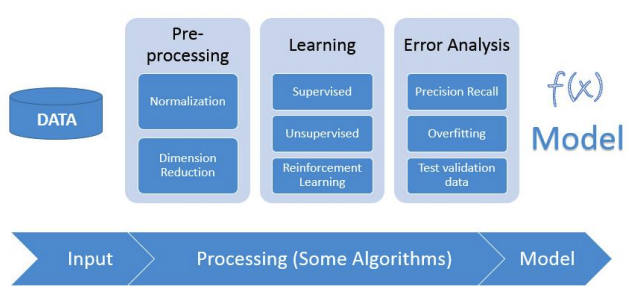 DATA
Pre-
processing
Normalization
Dimension
Reduction
Learning
Supervised
Unsupervised
Reinforcement
Learning
Error Analysis
Precision Recall
Overfitting
Test validation
data
f(x)
Model
Input
Processing (Some Algorithms)
Model